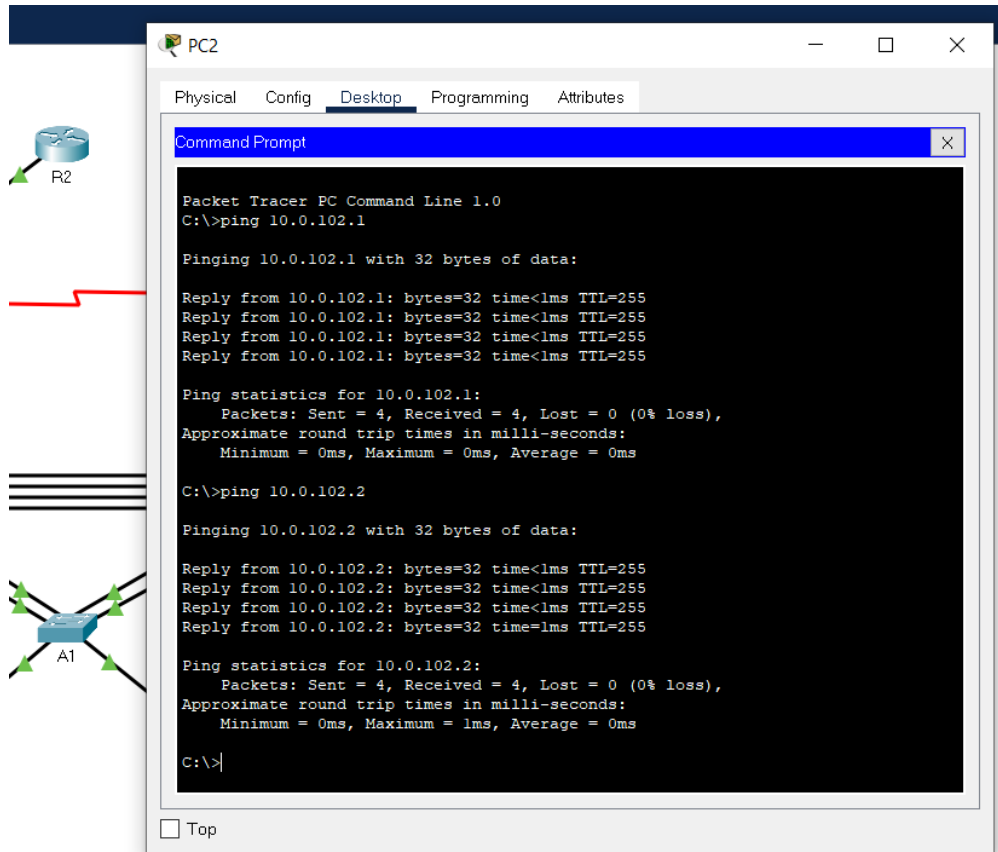 PC2
Physical Config Desktop Programming Attributes
Command Prompt
X
R2
Packet Tracer PC Command Line 1.0
C:\>ping 10.0.102.1
Pinging 10.0.102.1 with 32 bytes of data:
Reply from 10.0.102.1: bytes=32 time<1ms TTL=255
Reply from 10.0.102.1: bytes=32 time<1ms TTL=255
Reply from 10.0.102.1: bytes=32 time<1ms TTL=255
Reply from 10.0.102.1: bytes=32 time<1ms TTL=255
Ping statistics for 10.0.102.1:
Packets: Sent = 4, Received = 4, Lost = 0 (0% loss),
Approximate round trip times in milli-seconds:
Minimum = 0ms, Maximum = 0ms, Average = 0ms
C:\>ping 10.0.102.2
Pinging 10.0.102.2 with 32 bytes of data:
Reply from 10.0.102.2: bytes=32 time<1ms TTL=255
Reply from 10.0.102.2: bytes=32 time<1ms TTL=255
Reply from 10.0.102.2: bytes=32 time<1ms TTL=255
Reply from 10.0.102.2: bytes=32 time=1ms TTL=255
A1
Ping statistics for 10.0.102.2:
Packets: Sent = 4, Received = 4, Lost = 0 (0% loss),
Approximate round trip times in milli-seconds:
Minimum = 0ms, Maximum = 1ms, Average = 0ms
C:\>
Top